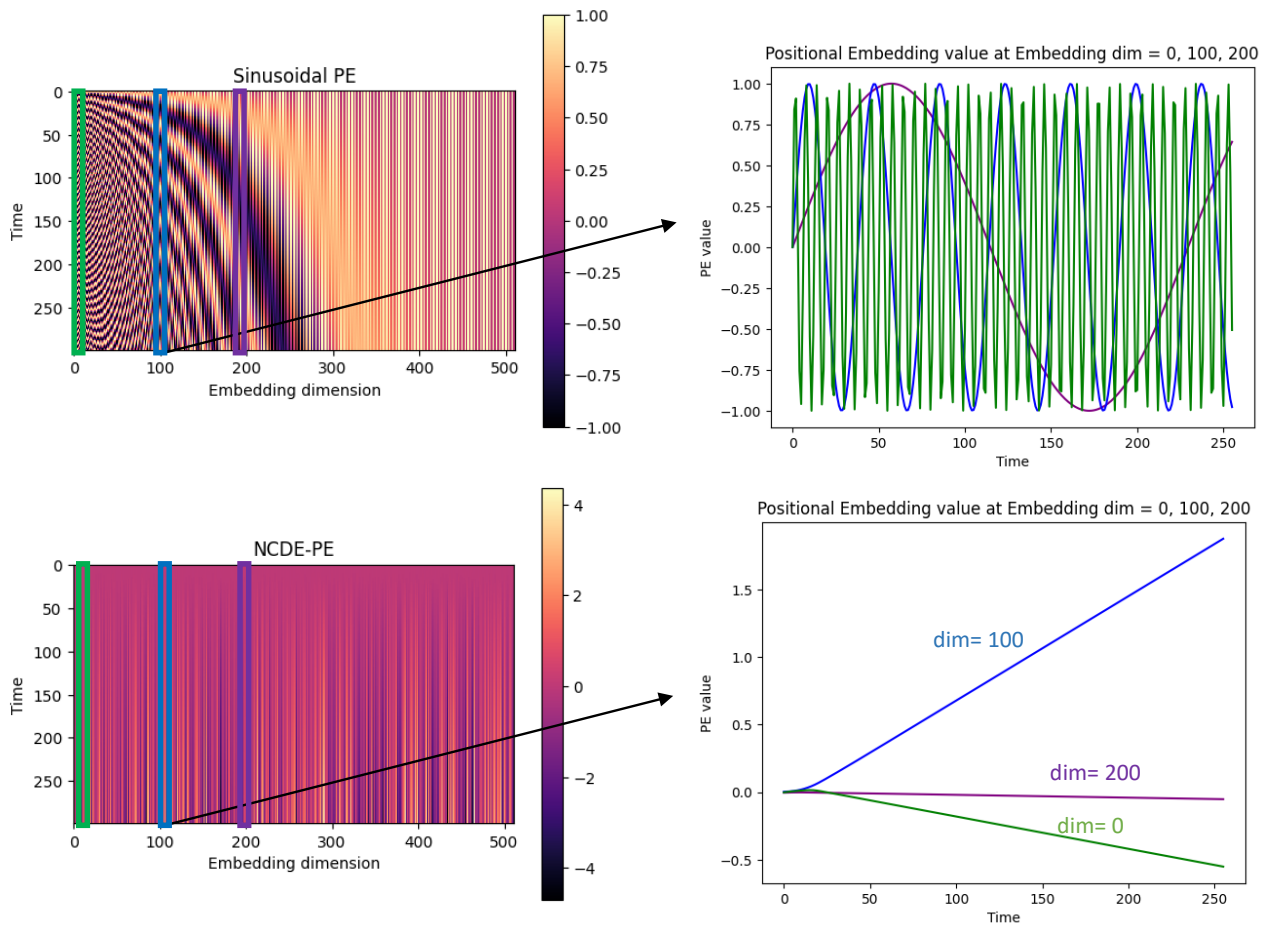 Sinusoidal PE
0
50
100
150
200
250
Time
0 100 200 300 400 500
Embedding dimension
1.00
0.75
0.50
0.25
0.00
−0.25
−0.50
−0.75
−1.00
Positional Embedding value at Embedding dim = 0, 100, 200
1.00
0.75
0.50
0.25
0.00
−0.25
−0.50
−0.75
−1.00
PE value
0 50 100 150 200 250
Time
NCDE-PE
0
50
100
150
200
250
Time
0 100 200 300 400 500
Embedding dimension
4
2
0
−2
−4
Positional Embedding value at Embedding dim = 0, 100, 200
1.5
1.0
0.5
0.0
−0.5
PE value
dim= 100
dim= 200
dim= 0
0 50 100 150 200 250
Time